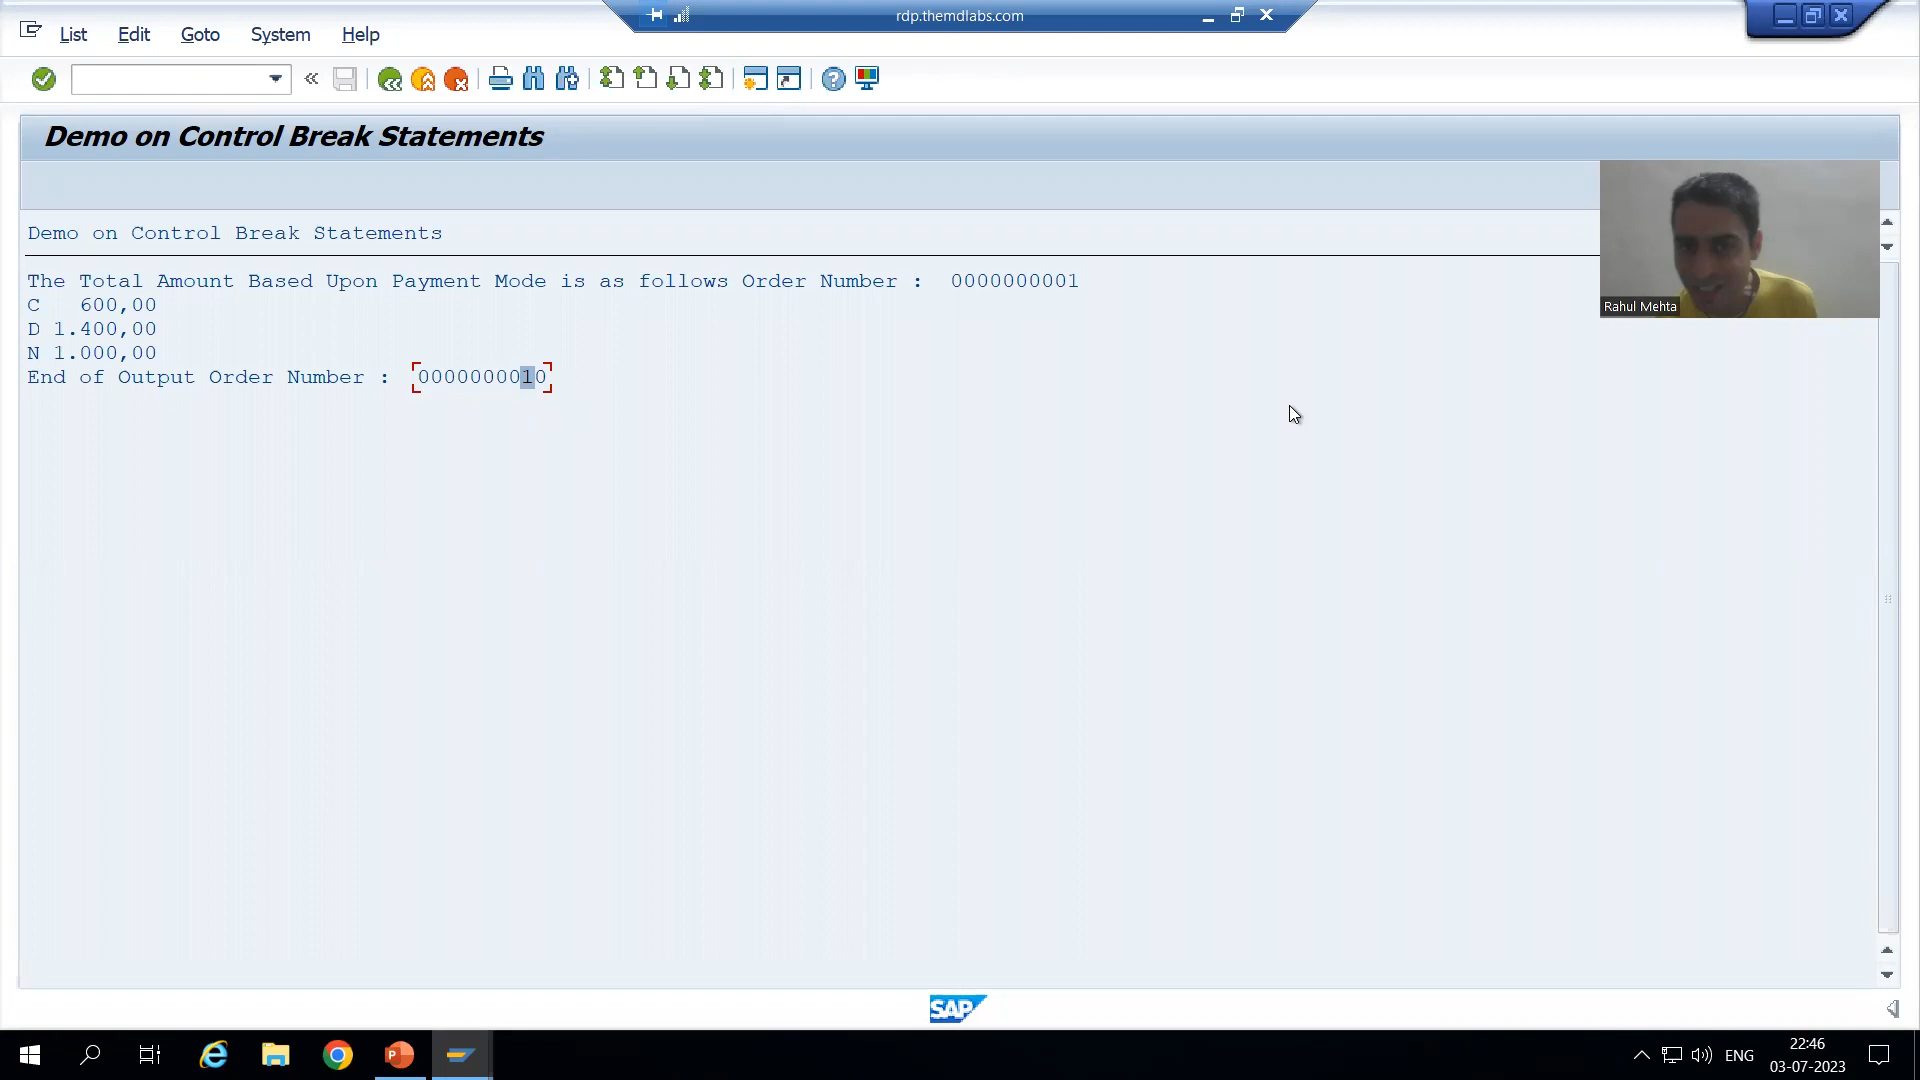 rdp.themdlabs.com
List Edit Goto System Help
Demo on Control Break Statements
Demo on Control Break Statements
The Total Amount Based Upon Payment Mode is as follows Order Number : 0000000001
C 600,00
D 1.400,00
N 1.000,00
End of Output Order Number : 0000000010
Rahul Mehta
SAP
ENG
22:46
03-07-2023